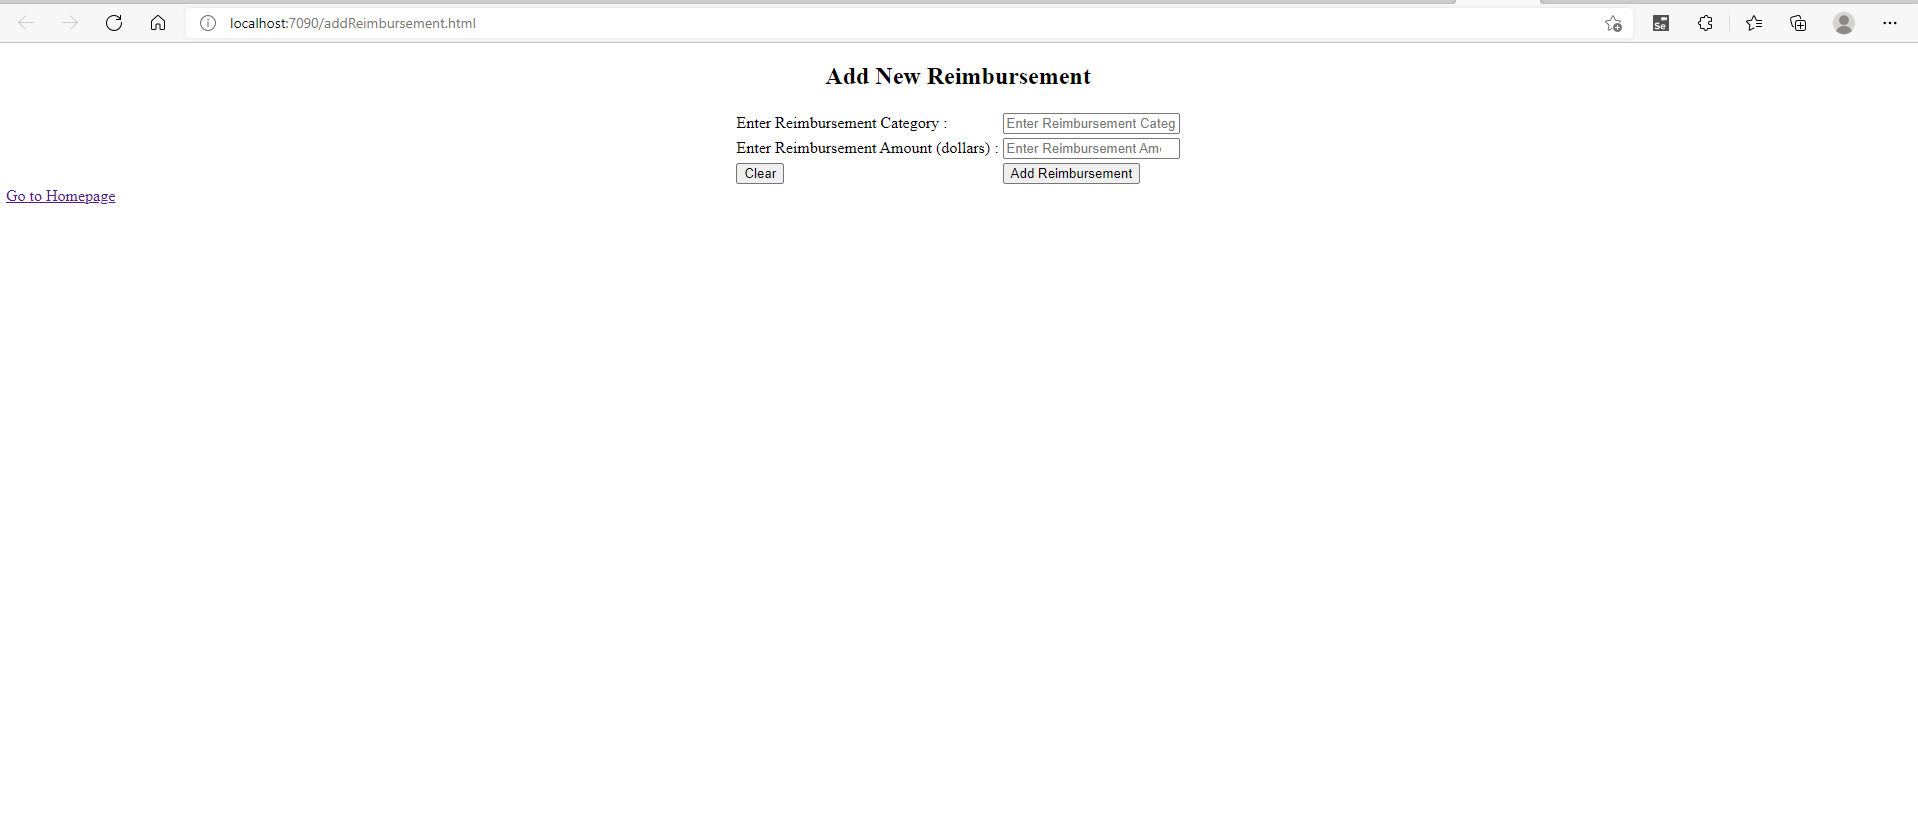 localhost:7090/addReimbursement.html
Se
Add New Reimbursement
Enter Reimbursement Category : Enter Reimbursement Categ
Enter Reimbursement Amount (dollars) : Enter Reimbursement Am
Clear Add Reimbursement
Go to Homepage